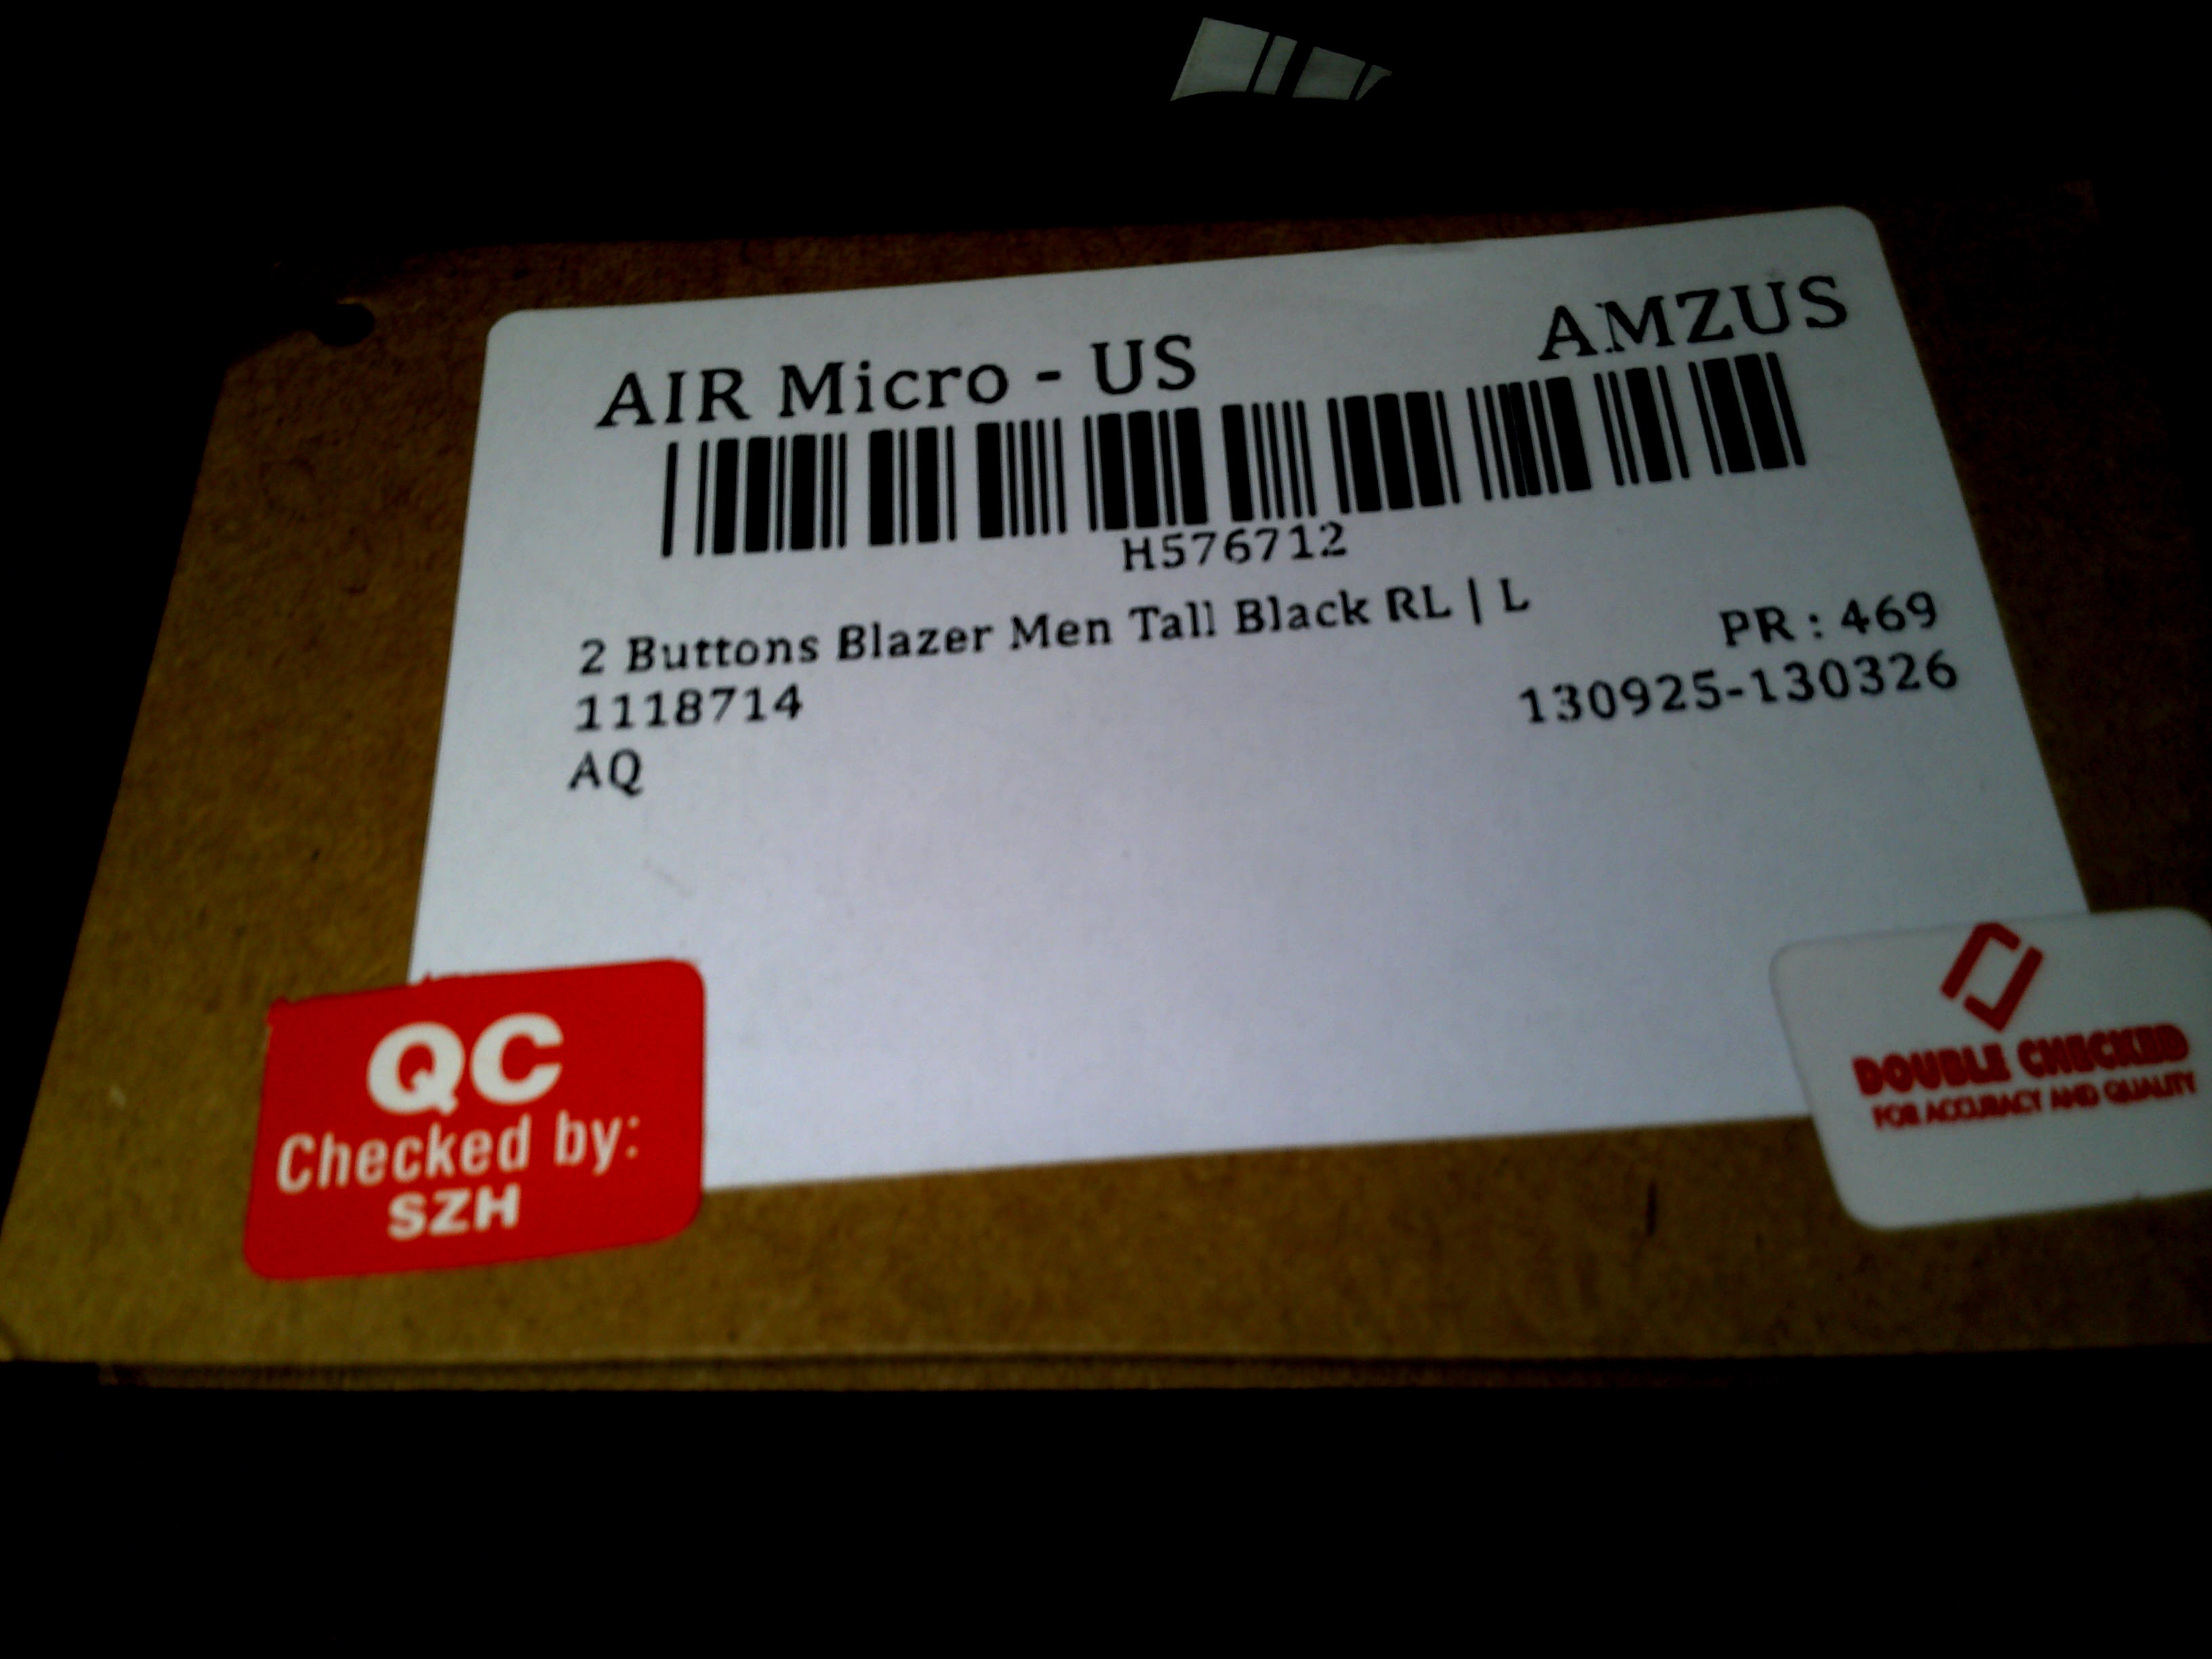 AIR Micro - US
AMZUS
H576712
2 Buttons Blazer Men Tall Black RL | L
PR : 469
1118714
130925-130326
AQ
QC
Checked by:
SZH
DOUBLE CHECKED
FOR ACCURACY AND QUALITY